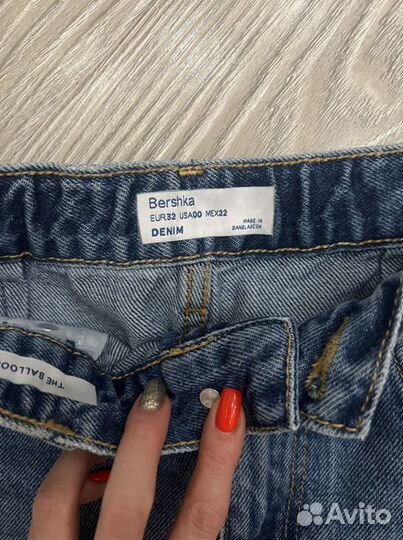 Bershka
EUR32 USA00 MEX22
DENIM
MADE IN
BANGLADESH
THE BALLOO
Avito